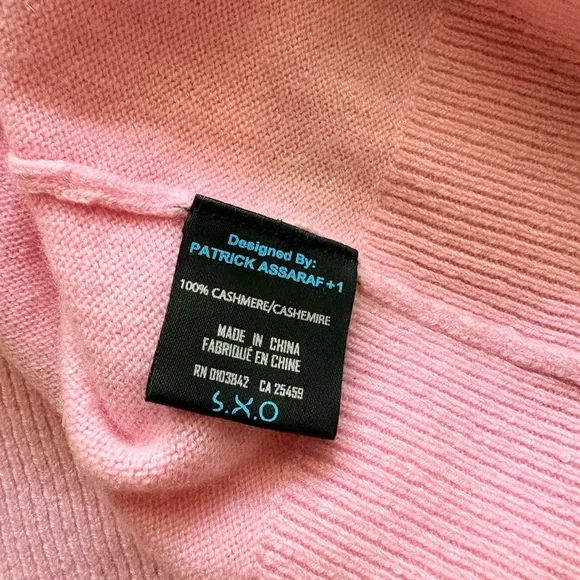 Designed By:
PATRICK ASSARAF +1
100% CASHMERE/CASHEMIRE
MADE IN CHINA
FABRIQUÉ EN CHINE
RN 0103842 CA 25459
S.X.O